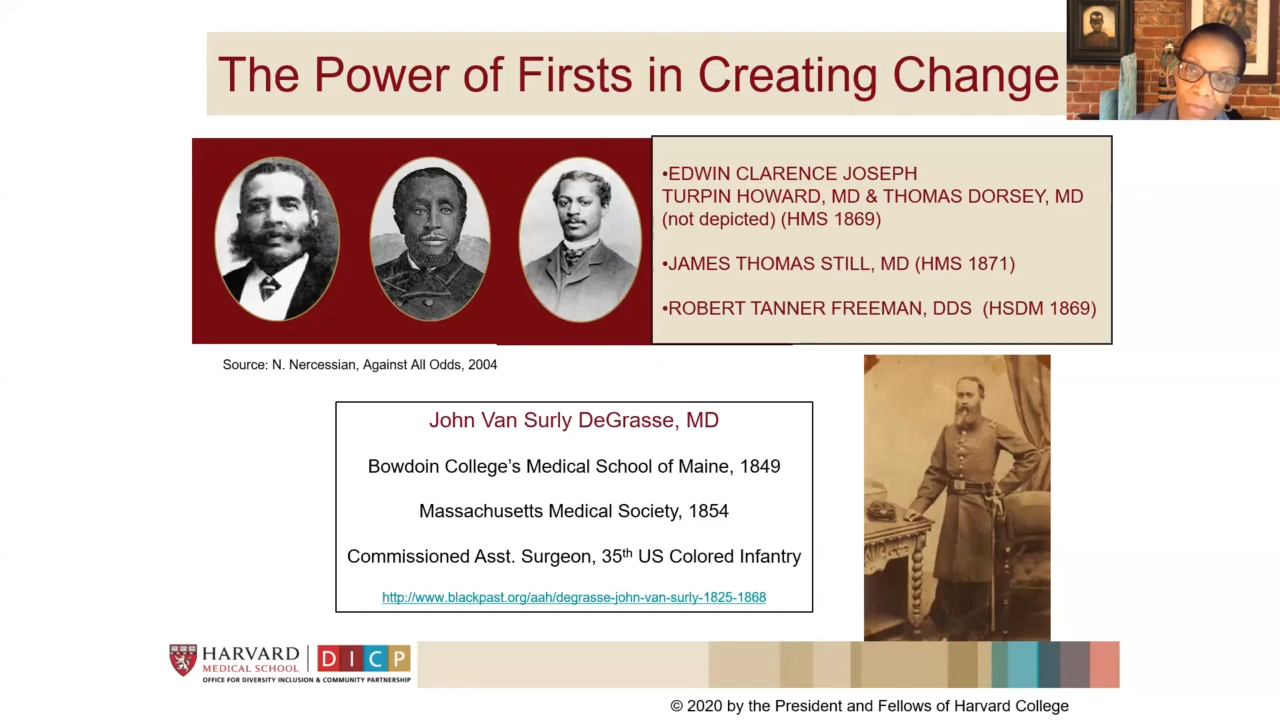 The Power of Firsts in Creating Change
•EDWIN CLARENCE JOSEPH
TURPIN HOWARD, MD & THOMAS DORSEY, MD
(not depicted) (HMS 1869)
•JAMES THOMAS STILL, MD (HMS 1871)
•ROBERT TANNER FREEMAN, DDS (HSDM 1869)
Source: N. Nercessian, Against All Odds, 2004
John Van Surly DeGrasse, MD
Bowdoin College’s Medical School of Maine, 1849
Massachusetts Medical Society, 1854
Commissioned Asst. Surgeon, 35th US Colored Infantry
http://www.blackpast.org/aah/degrasse-john-van-surly-1825-1868
HARVARD
MEDICAL SCHOOL
DICP
OFFICE FOR DIVERSITY INCLUSION & COMMUNITY PARTNERSHIP
© 2020 by the President and Fellows of Harvard College